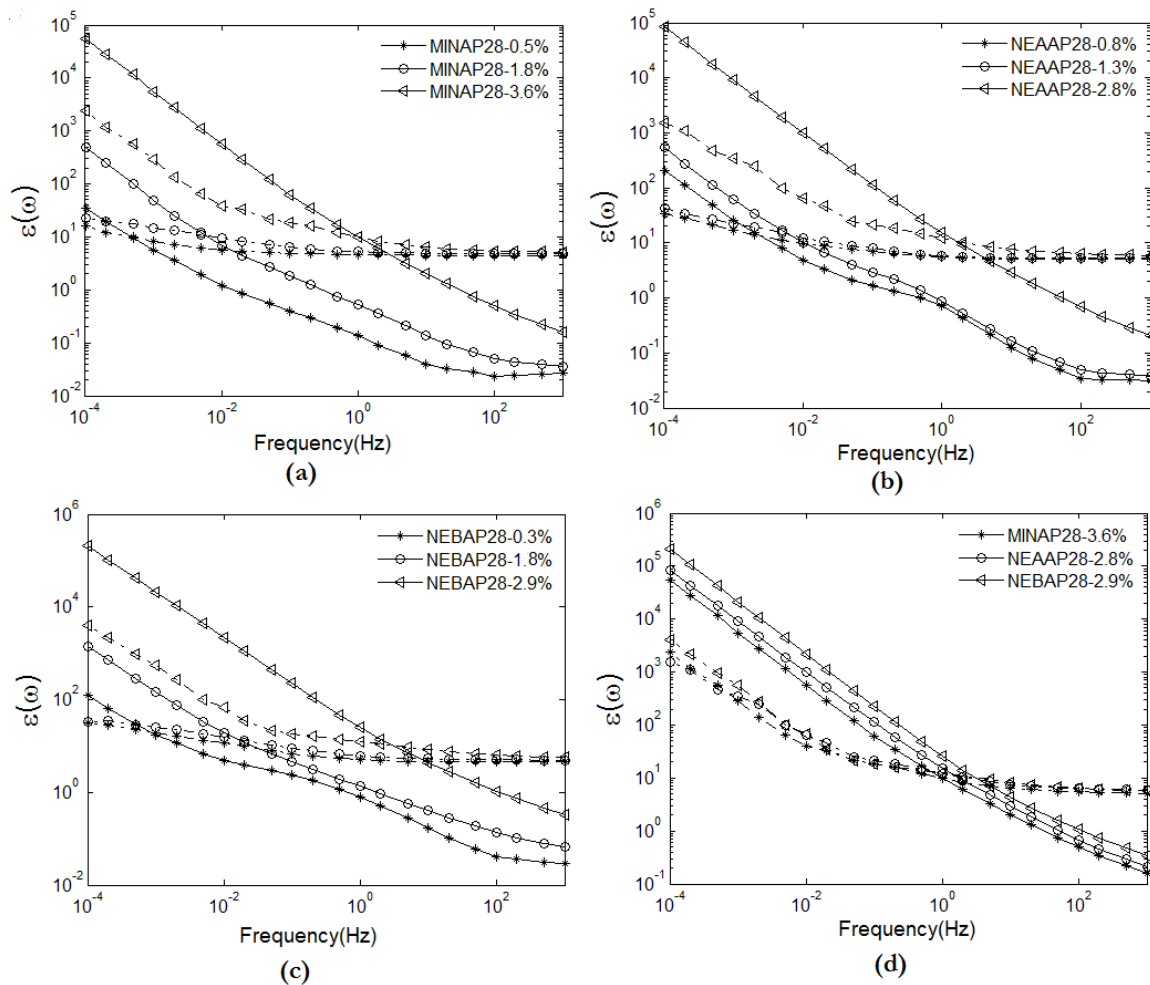 10^5
10^4
10^3
10^2
10^1
10^0
10^-1
10^-2
ε(ω)
MINAP28-0.5%
MINAP28-1.8%
MINAP28-3.6%
10^-4
10^-2
10^0
10^2
Frequency(Hz)
(a)
10^5
10^4
10^3
10^2
10^1
10^0
10^-1
10^-2
ε(ω)
NEAAP28-0.8%
NEAAP28-1.3%
NEAAP28-2.8%
10^-4
10^-2
10^0
10^2
Frequency(Hz)
(b)
10^6
10^4
10^2
10^0
10^-2
ε(ω)
NEBAP28-0.3%
NEBAP28-1.8%
NEBAP28-2.9%
10^-4
10^-2
10^0
10^2
Frequency(Hz)
(c)
10^6
10^5
10^4
10^3
10^2
10^1
10^0
10^-1
ε(ω)
MINAP28-3.6%
NEAAP28-2.8%
NEBAP28-2.9%
10^-4
10^-2
10^0
10^2
Frequency(Hz)
(d)